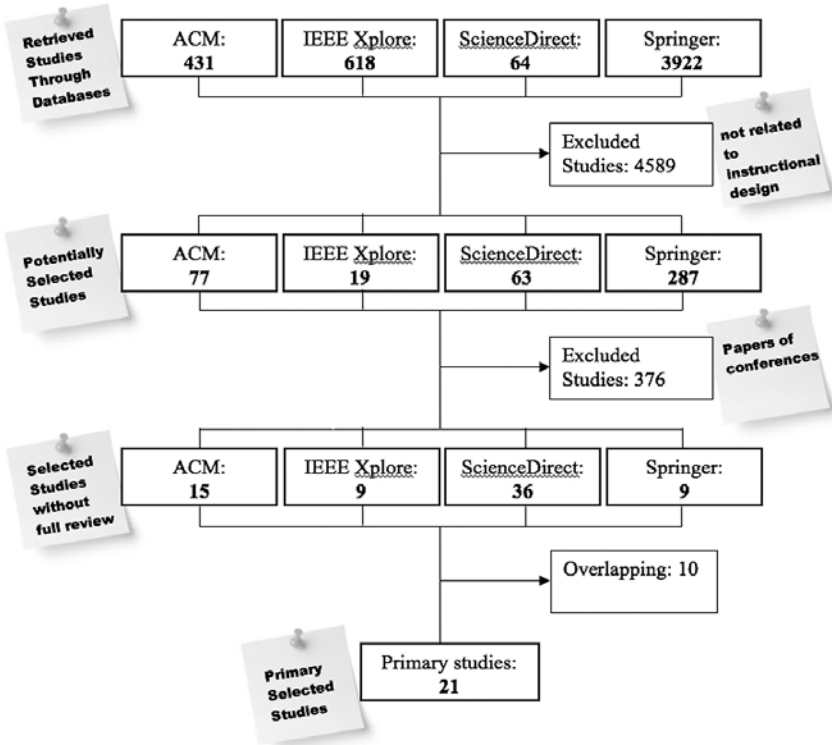 Retrieved
Studies
Through
Databases
ACM:
431
IEEE Xplore:
618
ScienceDirect:
64
Springer:
3922
Excluded
Studies: 4589
not related
to
instructional
design
Potentially
Selected
Studies
ACM:
77
IEEE Xplore:
19
ScienceDirect:
63
Springer:
287
Excluded
Studies: 376
Papers of
conferences
Selected
Studies
without
full review
ACM:
15
IEEE Xplore:
9
ScienceDirect:
36
Springer:
9
Overlapping: 10
Primary
Selected
Studies
Primary studies:
21